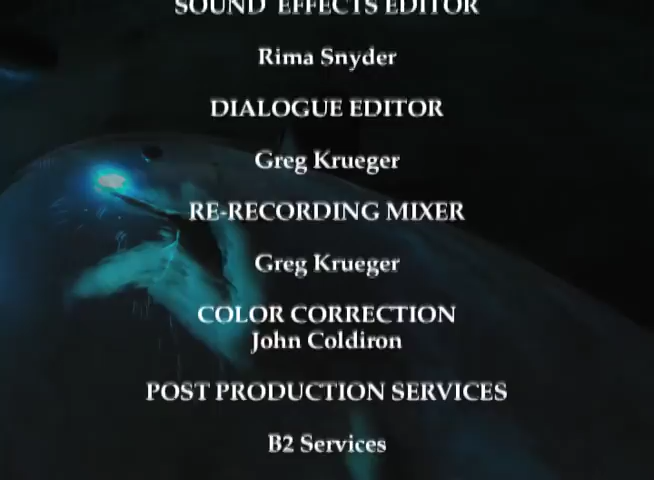 SOUND EFFECTS EDITOR
Rima Snyder
DIALOGUE EDITOR
Greg Krueger
RE-RECORDING MIXER
Greg Krueger
COLOR CORRECTION
John Coldiron
POST PRODUCTION SERVICES
B2 Services